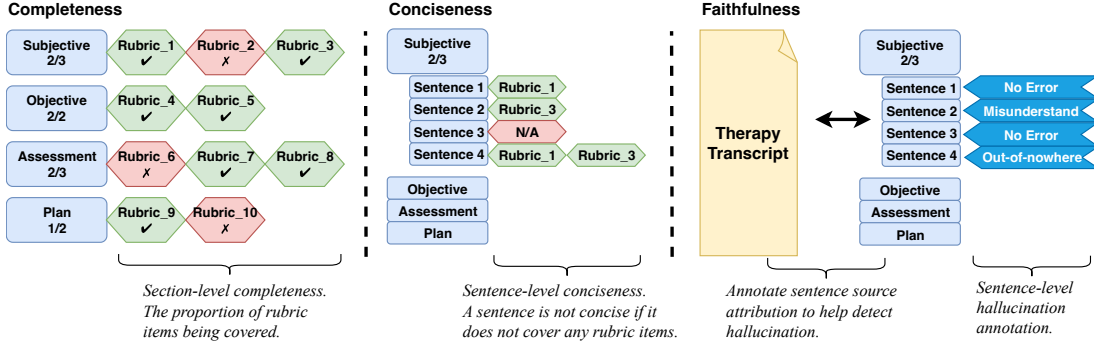 Completeness
Subjective
2/3
Rubric_1
✔
Rubric_2
✗
Rubric_3
✔
Objective
2/2
Rubric_4
✔
Rubric_5
✔
Assessment
2/3
Rubric_6
✗
Rubric_7
✔
Rubric_8
✔
Plan
1/2
Rubric_9
✔
Rubric_10
✗
Section-level completeness.
The proportion of rubric
items being covered.
Conciseness
Subjective
2/3
Sentence 1
Rubric_1
Sentence 2
Rubric_3
Sentence 3
N/A
Sentence 4
Rubric_1
Rubric_3
Objective
Assessment
Plan
Sentence-level conciseness.
A sentence is not concise if it
does not cover any rubric items.
Faithfulness
Therapy
Transcript
Subjective
2/3
Sentence 1
No Error
Sentence 2
Misunderstand
Sentence 3
No Error
Sentence 4
Out-of-nowhere
Objective
Assessment
Plan
Annotate sentence source
attribution to help detect
hallucination.
Sentence-level
hallucination
annotation.